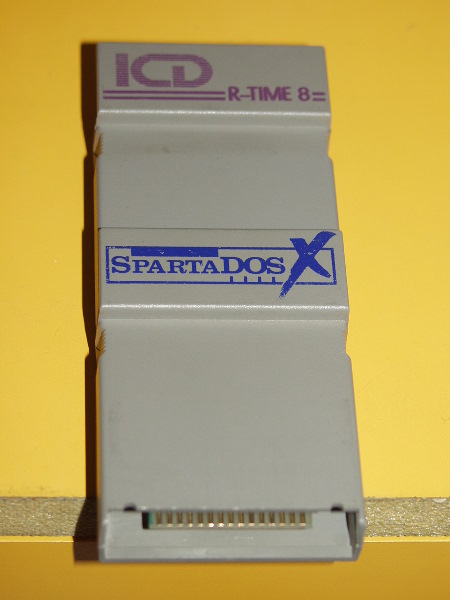 ICD
R-TIME 8
SPARTADOS X